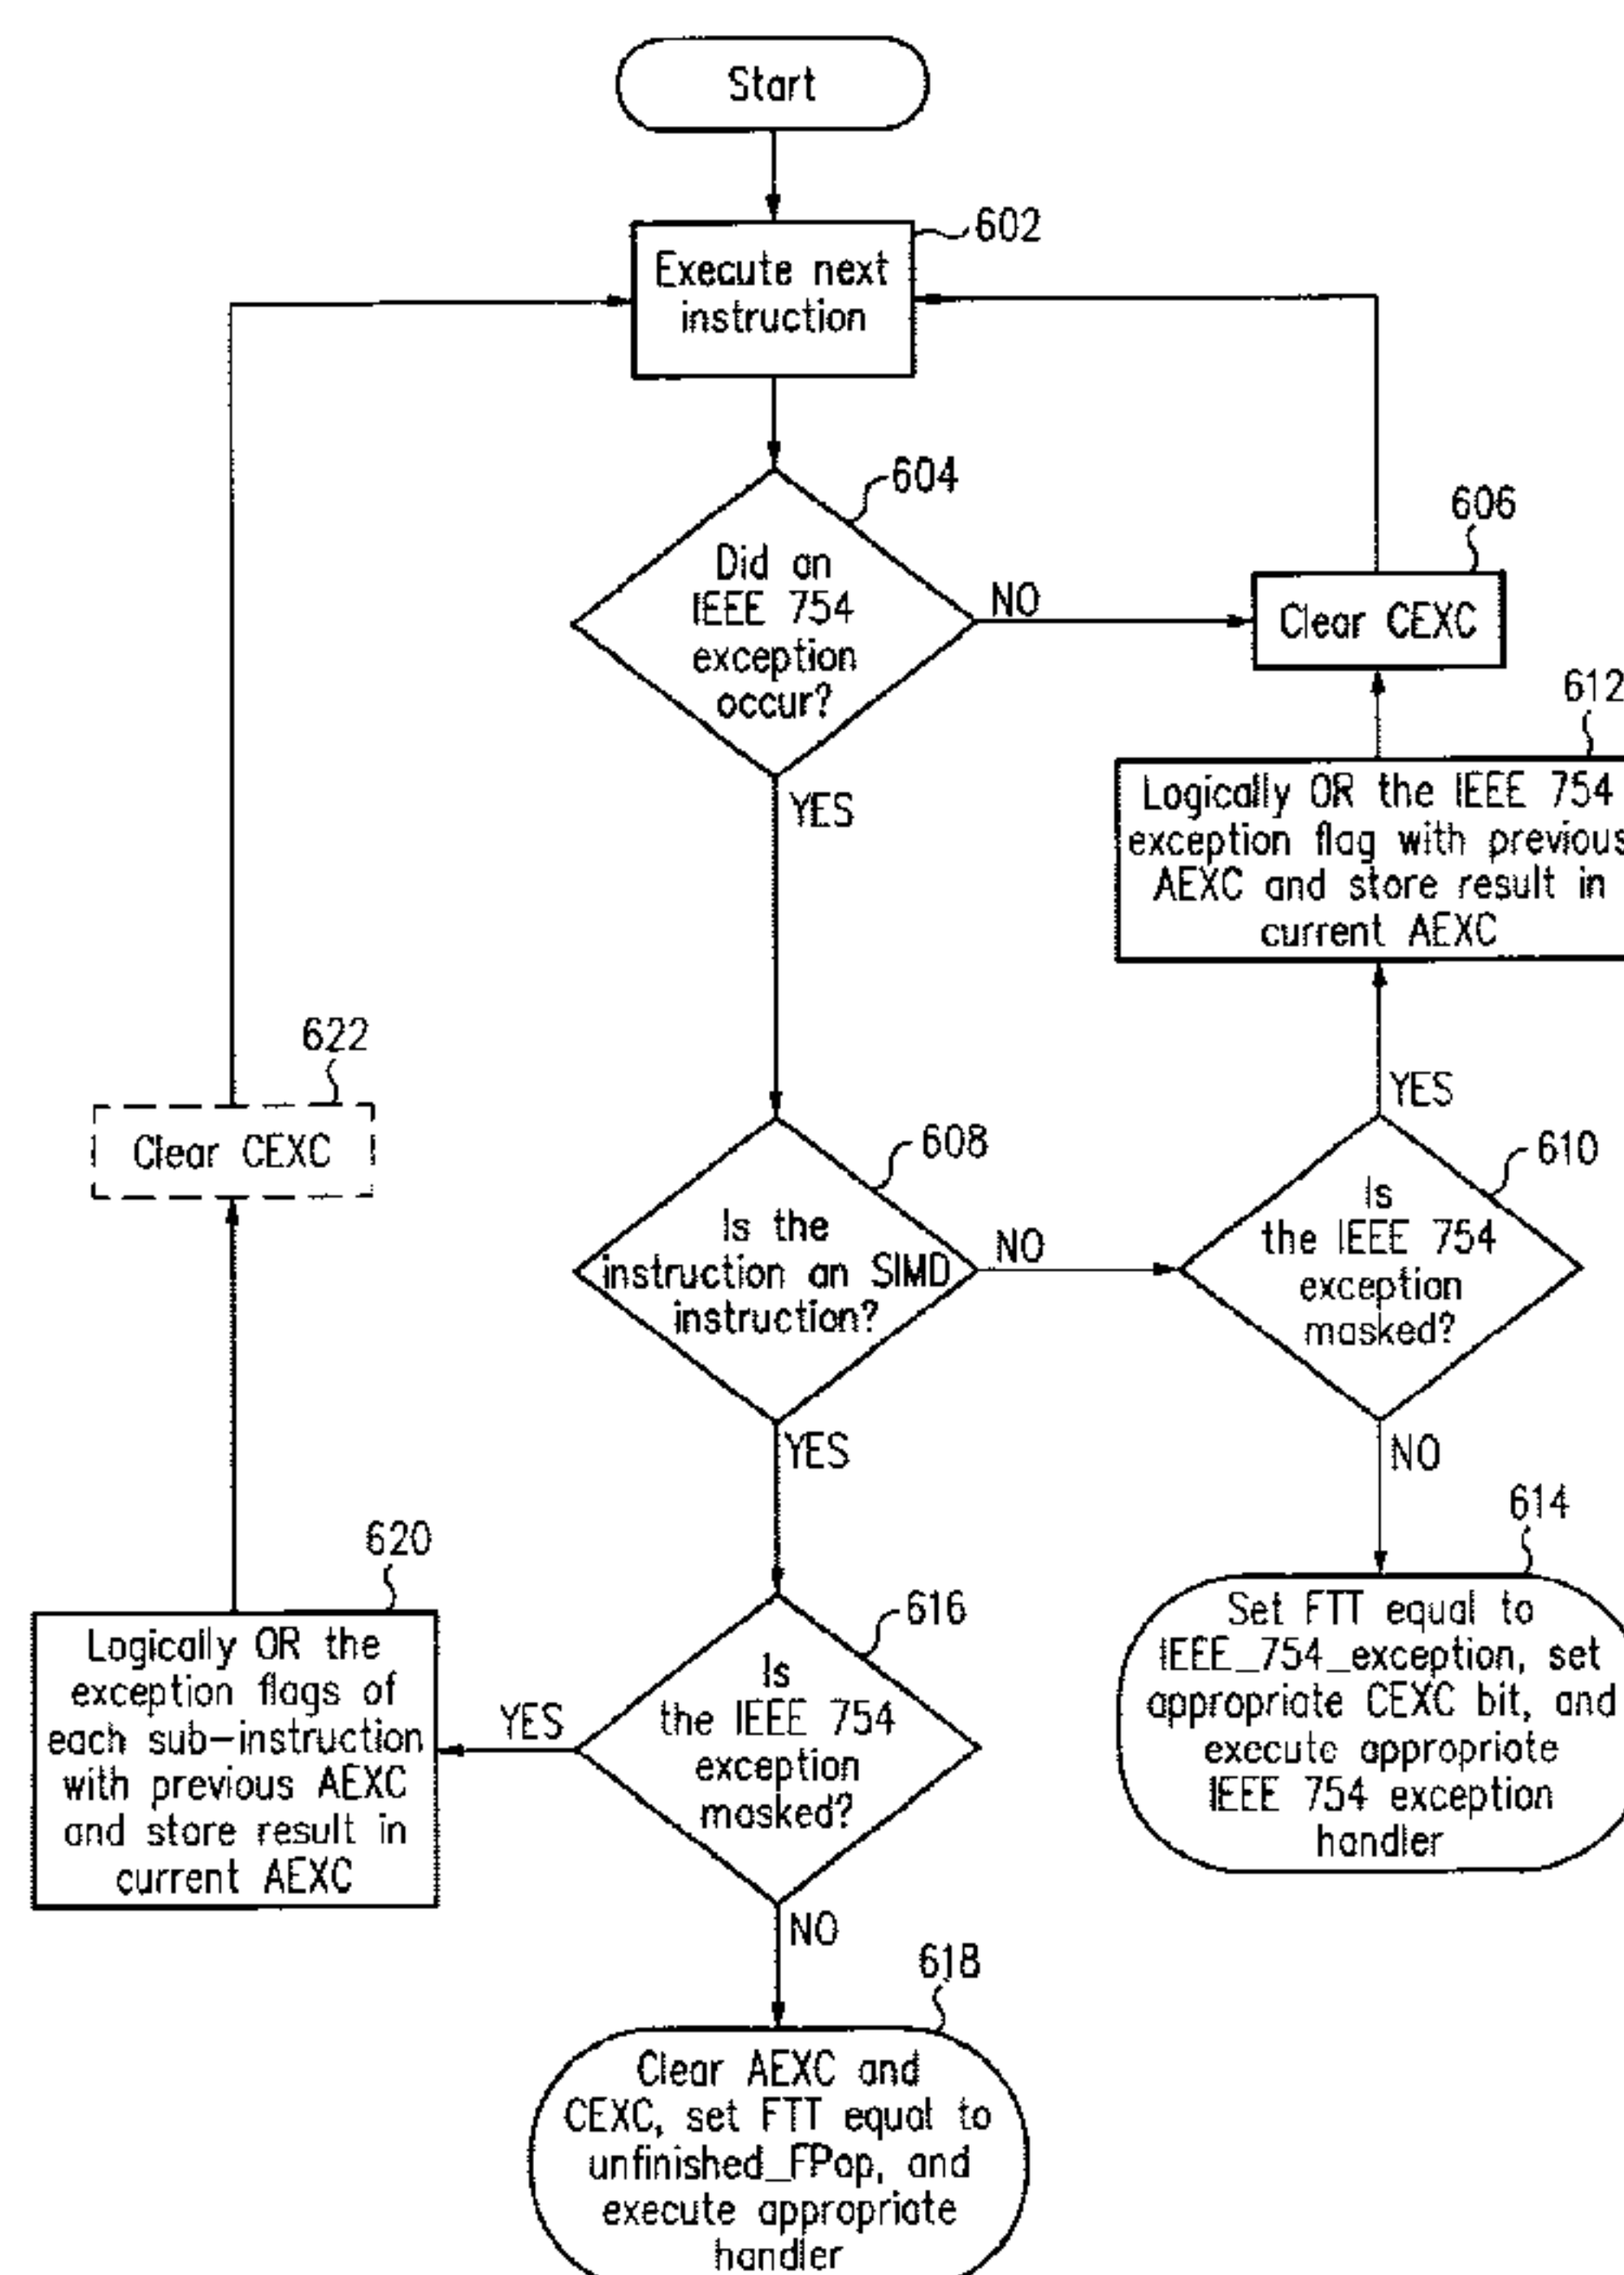 Start
602
Execute next
instruction
604
Did an
IEEE 754
exception
occur?
NO
YES
606
Clear CEXC
612
Logically OR the IEEE 754
exception flag with previous
AEXC and store result in
current AEXC
622
Clear CEXC
608
Is the
instruction an SIMD
instruction?
NO
YES
YES
610
Is
the IEEE 754
exception
masked?
NO
614
Set FTT equal to
IEEE_754_exception, set
appropriate CEXC bit, and
execute appropriate
IEEE 754 exception
handler
620
Logically OR the
exception flags of
each sub-instruction
with previous AEXC
and store result in
current AEXC
YES
616
Is
the IEEE 754
exception
masked?
NO
618
Clear AEXC and
CEXC, set FTT equal to
unfinished_FPop, and
execute appropriate
handler